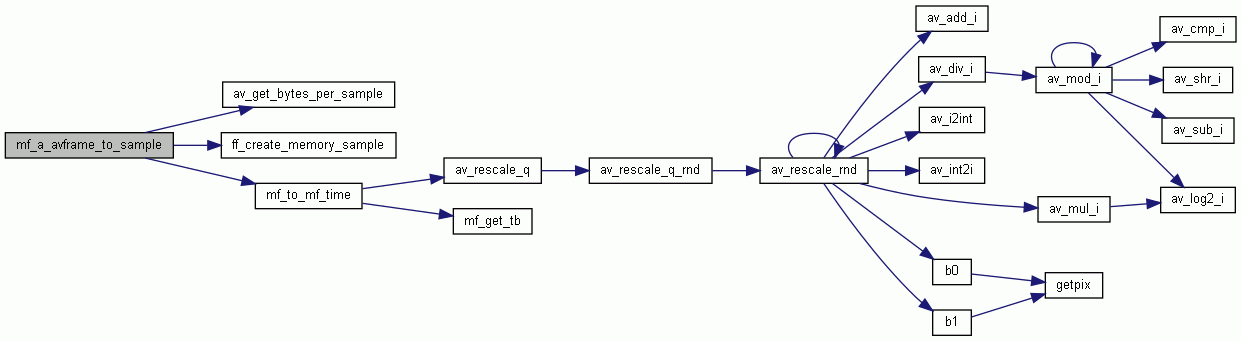 mf_a_avframe_to_sample
av_get_bytes_per_sample
ff_create_memory_sample
mf_to_mf_time
av_rescale_q
mf_get_tb
av_rescale_q_rnd
av_rescale_rnd
av_add_i
av_div_i
av_i2int
av_int2i
av_mul_i
b0
b1
av_mod_i
getpix
av_cmp_i
av_shr_i
av_sub_i
av_log2_i